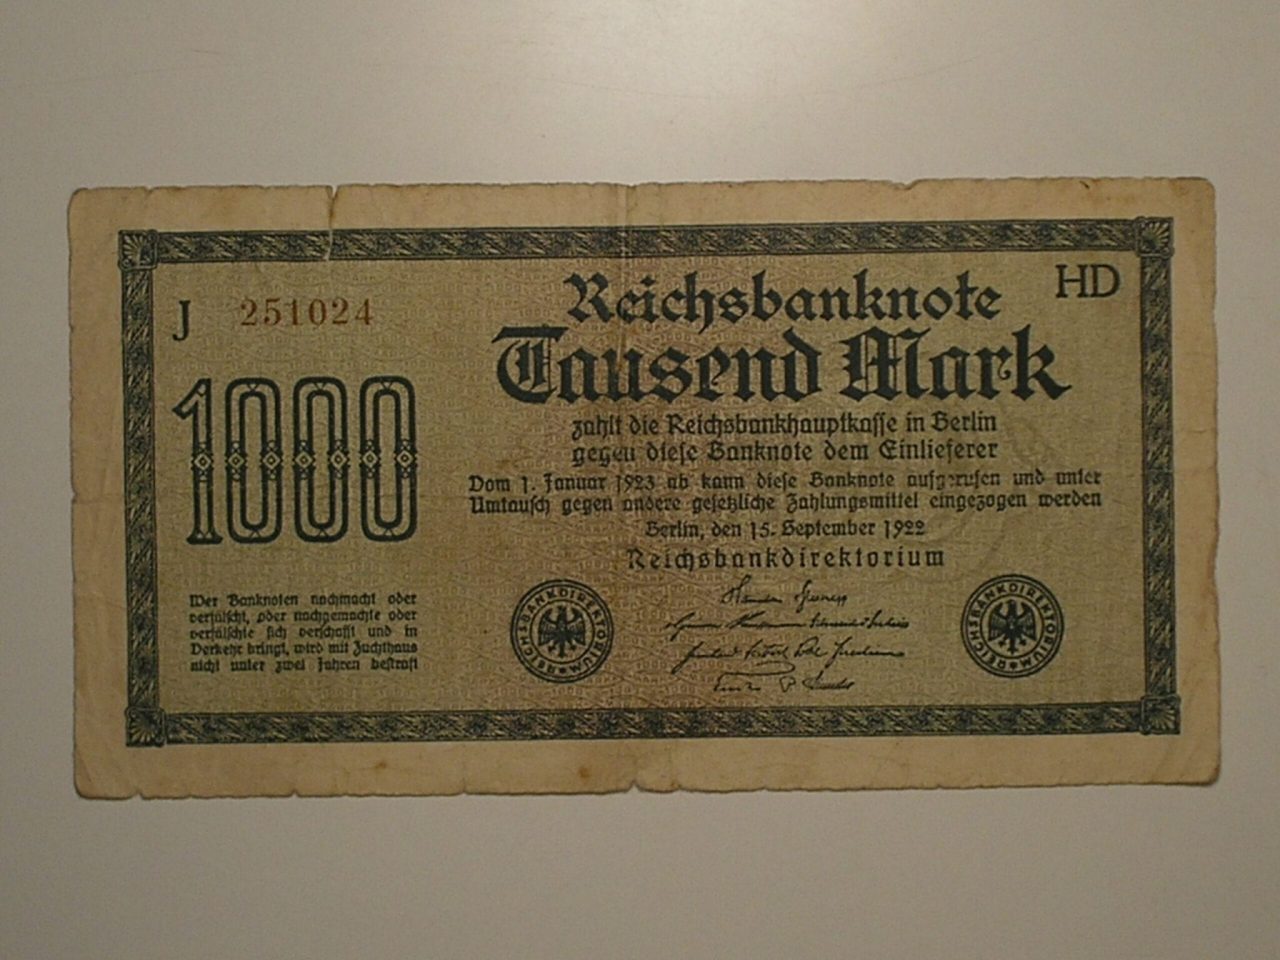 J 251024
HD
Reichsbanknote
Tausend Mark
zahlt die Reichsbankhauptkasse in Berlin
gegen diese Banknote dem Einlieferer
Vom 1. Januar 1923 ab kann diese Banknote aufgerufen und unter
Umtausch gegen andere gesetzliche Zahlungsmittel eingezogen werden
Berlin, den 15. September 1922
Reichsbankdirektorium
1000
Wer Banknoten nachmacht oder
verfälscht, oder nachgemachte oder
verfälschte sich verschafft und in
Verkehr bringt, wird mit Zuchthaus
nicht unter zwei Jahren bestraft
REICHSBANKDIREKTORIUM
REICHSBANKDIREKTORIUM